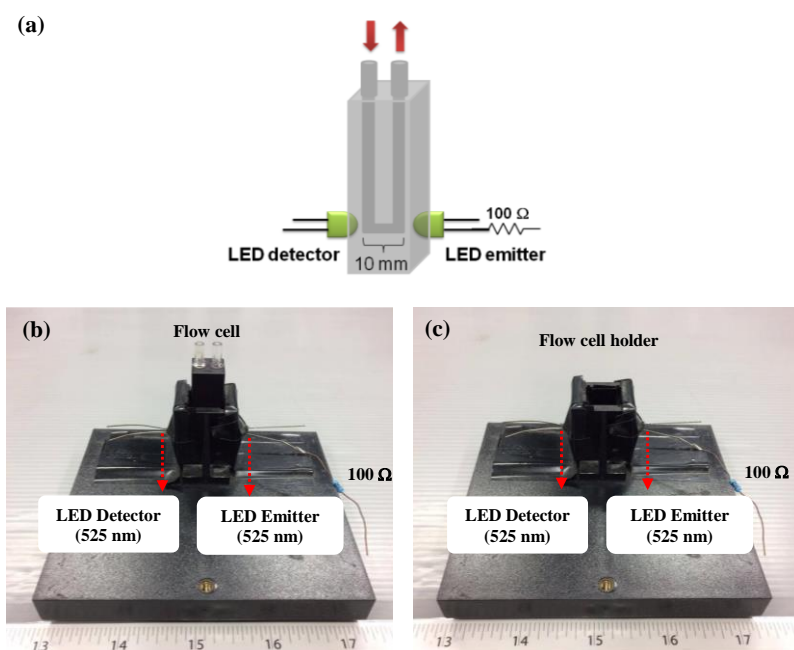 (a)
100 Ω
LED detector
LED emitter
10 mm
(b)
Flow cell
100 Ω
LED Detector
(525 nm)
LED Emitter
(525 nm)
13 14 15 16 17
(c)
Flow cell holder
100 Ω
LED Detector
(525 nm)
LED Emitter
(525 nm)
13 14 15 16 17